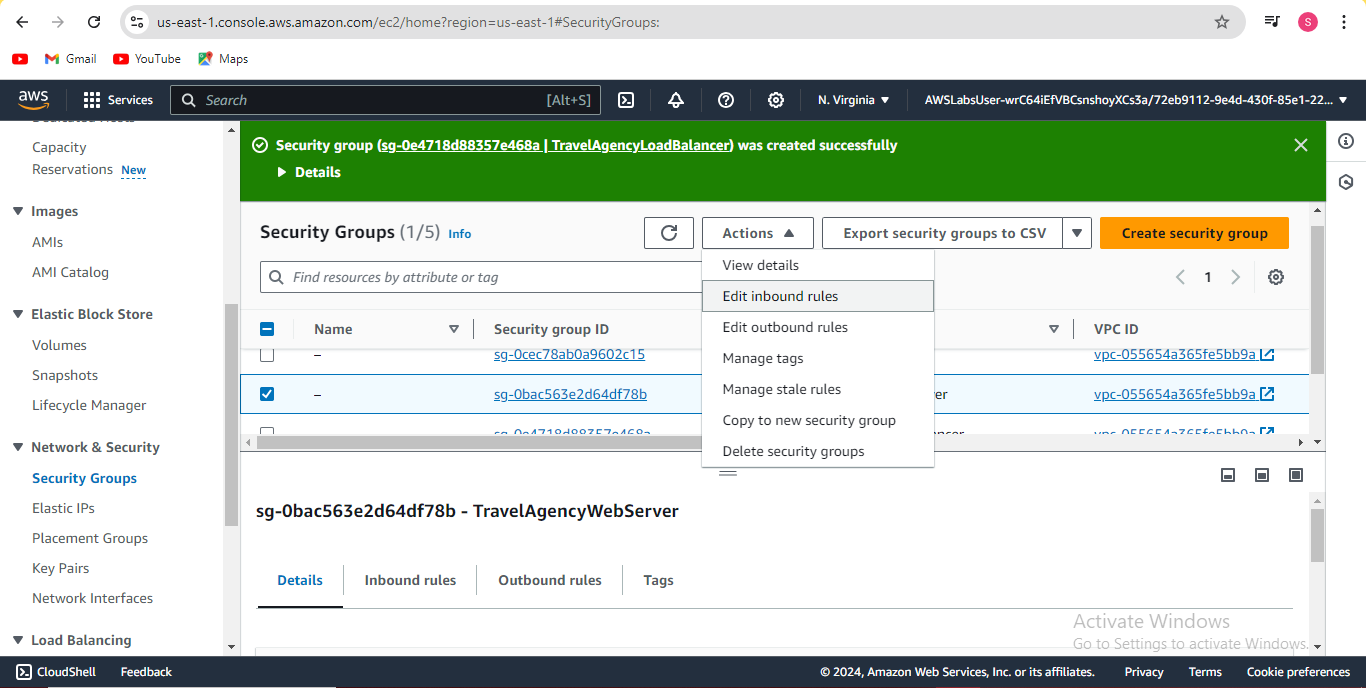 us-east-1.console.aws.amazon.com/ec2/home?region=us-east-1#SecurityGroups:
S
Gmail
YouTube
Maps
aws
Services
Search
[Alt+S]
N. Virginia
AWSLabsUser-wrC64iEfVBCsnshoyXCs3a/72eb9112-9e4d-430f-85e1-22...
Dedicated Hosts
Capacity
Reservations New
Images
AMIs
AMI Catalog
Elastic Block Store
Volumes
Snapshots
Lifecycle Manager
Network & Security
Security Groups
Elastic IPs
Placement Groups
Key Pairs
Network Interfaces
Load Balancing
Security group (sg-0e4718d88357e468a | TravelAgencyLoadBalancer) was created successfully
Details
Security Groups (1/5) Info
Actions
Export security groups to CSV
Create security group
Find resources by attribute or tag
1
View details
Edit inbound rules
Edit outbound rules
Manage tags
Manage stale rules
Copy to new security group
Delete security groups
Name
Security group ID
VPC ID
– sg-0cec78ab0a9602c15 vpc-055654a365fe5bb9a
– sg-0bac563e2d64df78b er vpc-055654a365fe5bb9a
sg-0e4718d88357e468a ancer vpc-055654a365fe5bb9a
sg-0bac563e2d64df78b - TravelAgencyWebServer
Details
Inbound rules
Outbound rules
Tags
Activate Windows
Go to Settings to activate Windows.
CloudShell
Feedback
© 2024, Amazon Web Services, Inc. or its affiliates.
Privacy
Terms
Cookie preferences